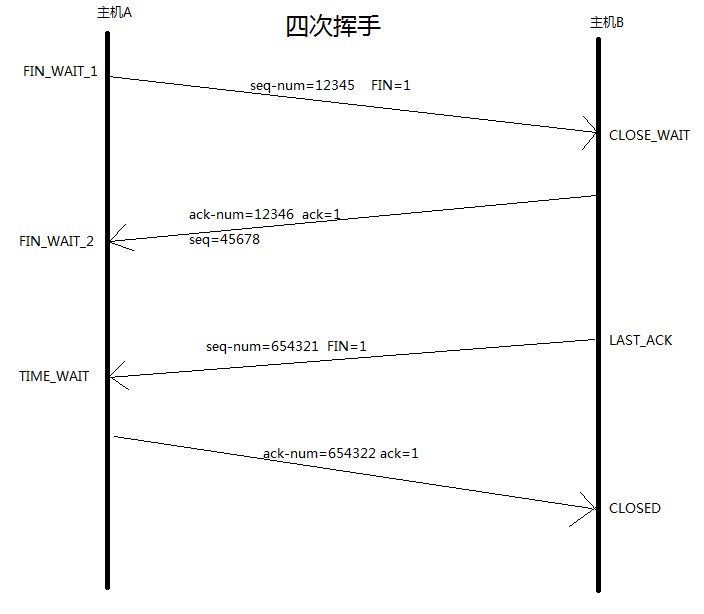 主机A
四次挥手
主机B
FIN_WAIT_1
seq-num=12345 FIN=1
CLOSE_WAIT
ack-num=12346 ack=1
FIN_WAIT_2
seq=45678
seq-num=654321 FIN=1
LAST_ACK
TIME_WAIT
ack-num=654322 ack=1
CLOSED